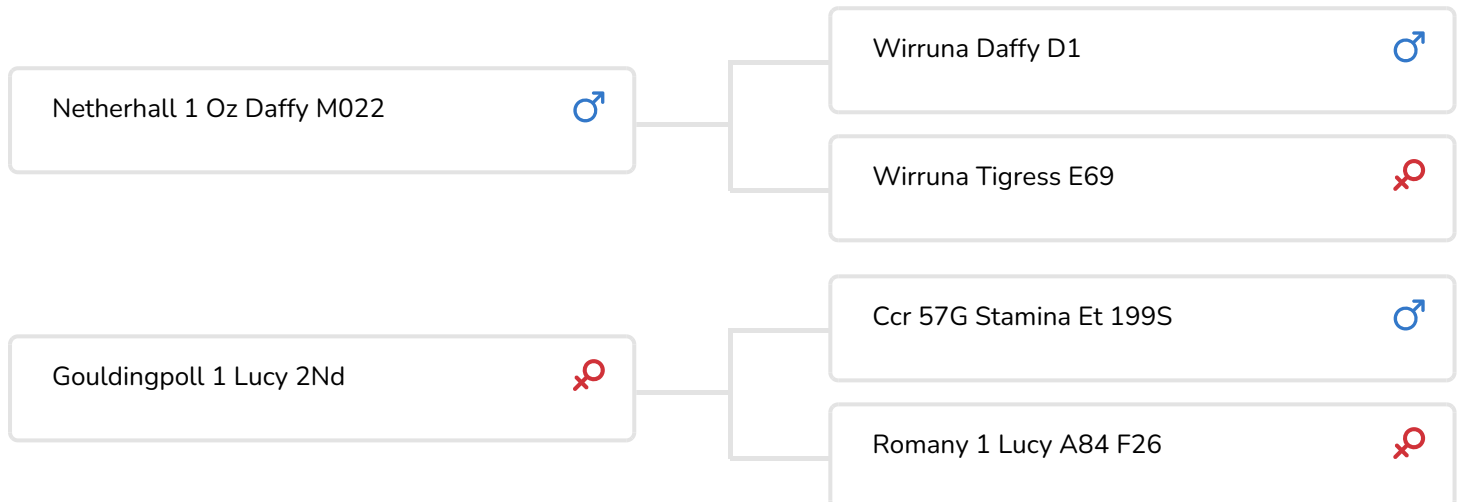 Netherhall 1 Oz Daffy M022
Wirruna Daffy D1
Wirruna Tigress E69
Gouldingpoll 1 Lucy 2Nd
Ccr 57G Stamina Et 199S
Romany 1 Lucy A84 F26